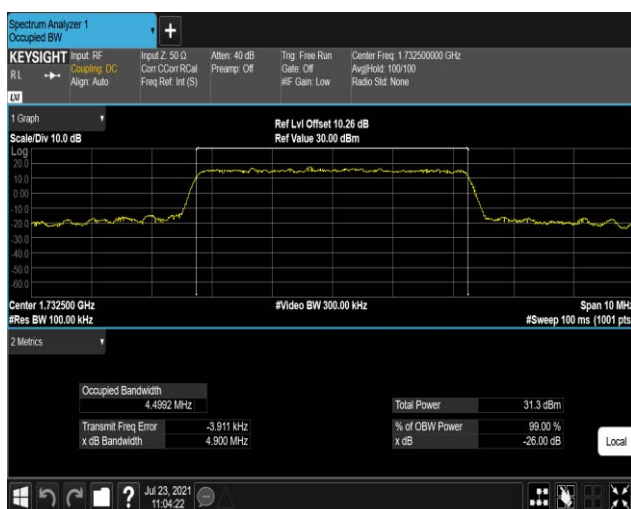 Spectrum Analyzer 1
Occupied BW
+
KEYSIGHT Input: RF Input Z: 50 Ω Atten: 40 dB Trig: Free Run Center Freq: 1.732500000 GHz
RL Coupling: DC Corr CCorr RCal Preamp: Off Gate: Off Avg|Hold: 100/100
Align: Auto Freq Ref: Int (S) #IF Gain: Low Radio Std: None
LXI
1 Graph Ref Lvl Offset 10.26 dB
Scale/Div 10.0 dB Ref Value 30.00 dBm
Log
20.0
10.0
0.00
-10.0
-20.0
-30.0
-40.0
-50.0
-60.0
Center 1.732500 GHz #Video BW 300.00 kHz Span 10 MHz
#Res BW 100.00 kHz #Sweep 100 ms (1001 pts
2 Metrics
Occupied Bandwidth
4.4992 MHz Total Power 31.3 dBm
Transmit Freq Error -3.911 kHz % of OBW Power 99.00 %
x dB Bandwidth 4.900 MHz x dB -26.00 dB
Local
? Jul 23, 2021
11:04:22